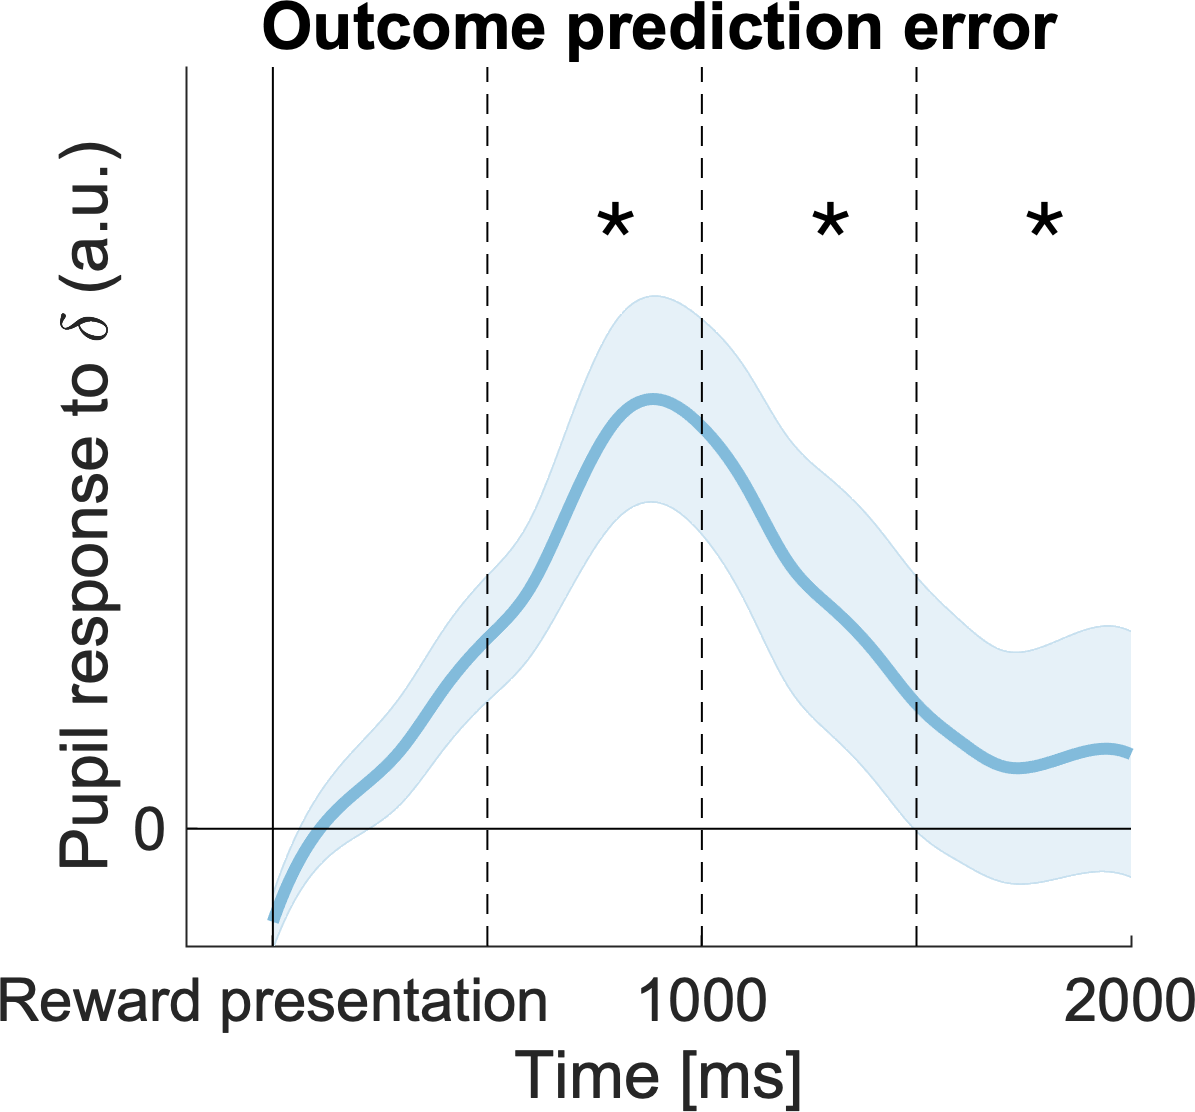 Outcome prediction error
Pupil response to δ (a.u.)
* * *
0
Reward presentation 1000 2000
Time [ms]